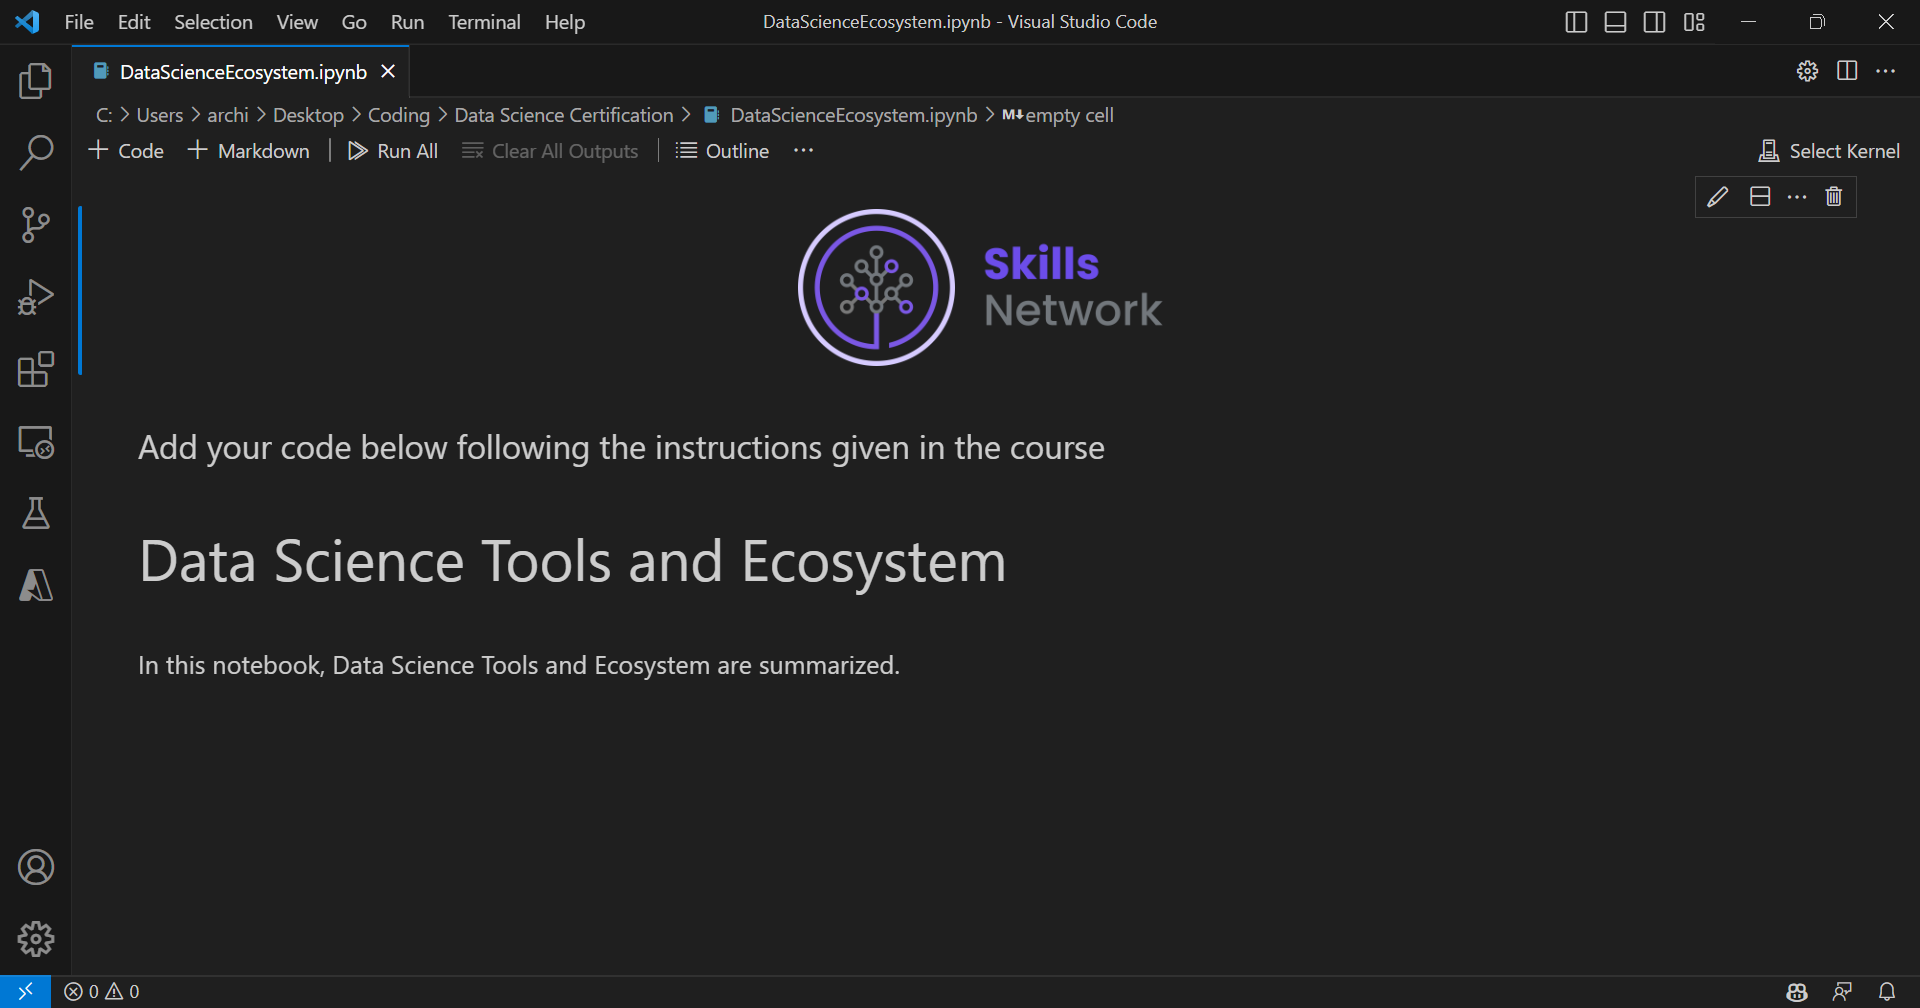 File Edit Selection View Go Run Terminal Help DataScienceEcosystem.ipynb - Visual Studio Code
DataScienceEcosystem.ipynb
C: > Users > archi > Desktop > Coding > Data Science Certification > DataScienceEcosystem.ipynb > M↓ empty cell
+ Code + Markdown | Run All Clear All Outputs | Outline ··· Select Kernel
Skills
Network
Add your code below following the instructions given in the course
Data Science Tools and Ecosystem
In this notebook, Data Science Tools and Ecosystem are summarized.
0 0